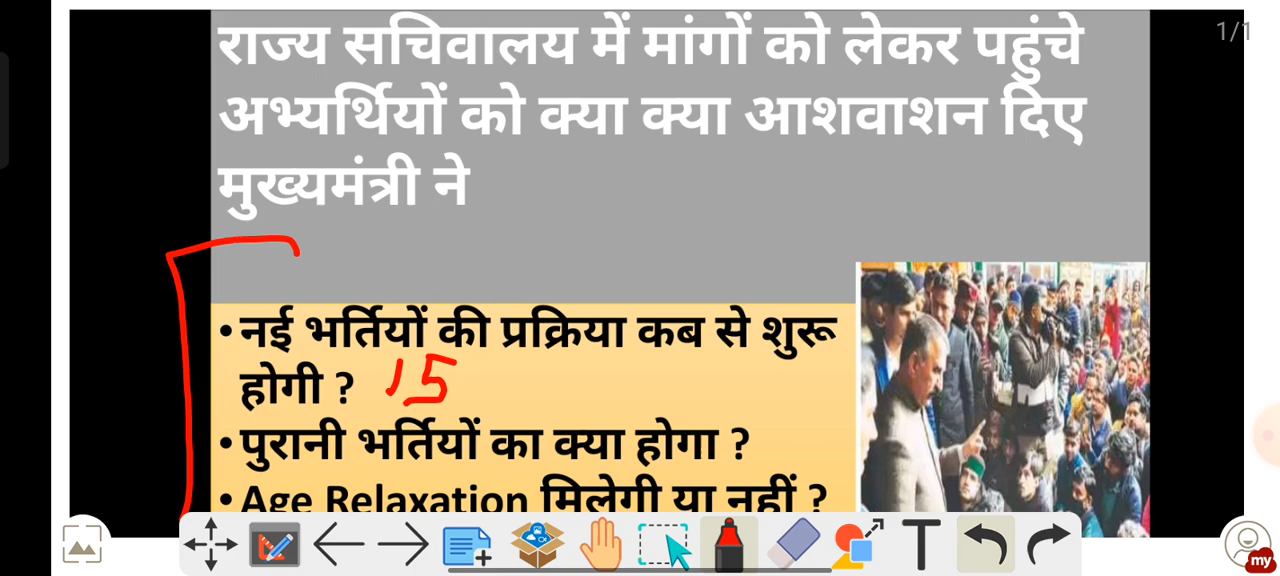 1/1
राज्य सचिवालय में मांगों को लेकर पहुंचे
अभ्यर्थियों को क्या क्या आशवाशन दिए
मुख्यमंत्री ने
• नई भर्तियों की प्रक्रिया कब से शुरू
होगी ? 15
• पुरानी भर्तियों का क्या होगा ?
• Age Relaxation मिलेगी या नहीं ?
T
my